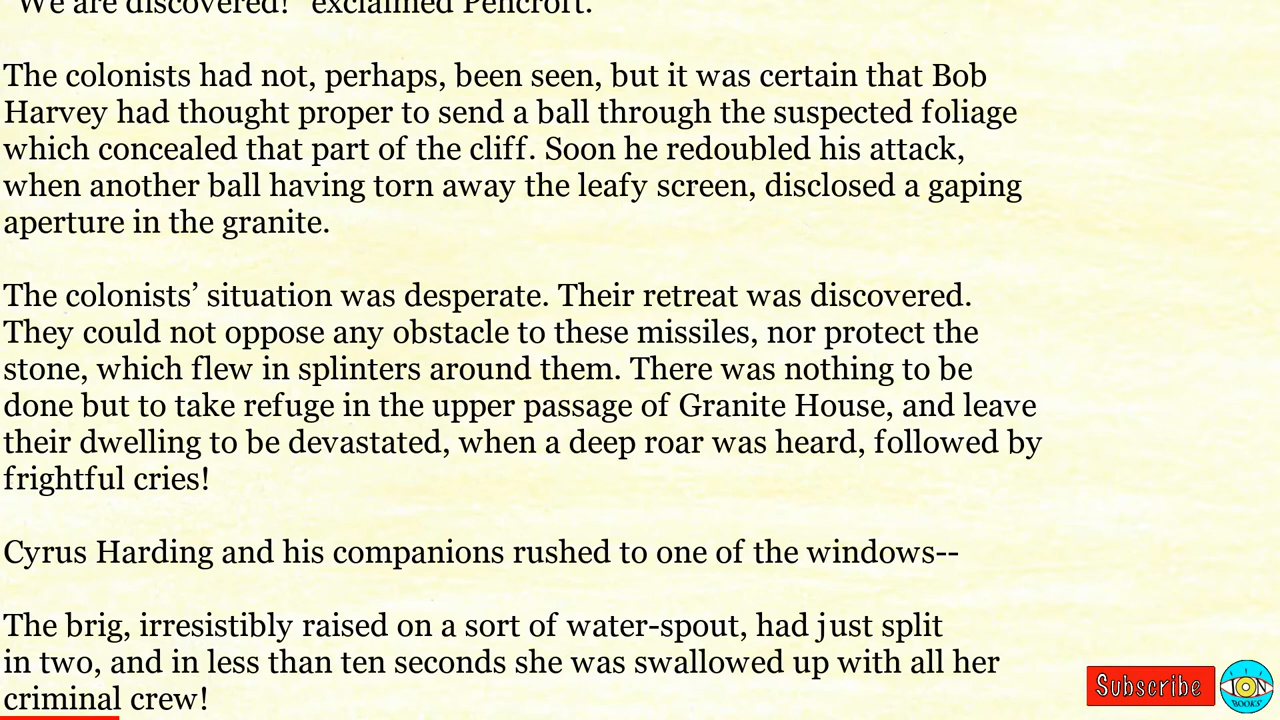 "We are discovered!" exclaimed Pencroft.
The colonists had not, perhaps, been seen, but it was certain that Bob
Harvey had thought proper to send a ball through the suspected foliage
which concealed that part of the cliff. Soon he redoubled his attack,
when another ball having torn away the leafy screen, disclosed a gaping
aperture in the granite.
The colonists’ situation was desperate. Their retreat was discovered.
They could not oppose any obstacle to these missiles, nor protect the
stone, which flew in splinters around them. There was nothing to be
done but to take refuge in the upper passage of Granite House, and leave
their dwelling to be devastated, when a deep roar was heard, followed by
frightful cries!
Cyrus Harding and his companions rushed to one of the windows--
The brig, irresistibly raised on a sort of water-spout, had just split
in two, and in less than ten seconds she was swallowed up with all her
criminal crew!
Subscribe
ION
BOOKS